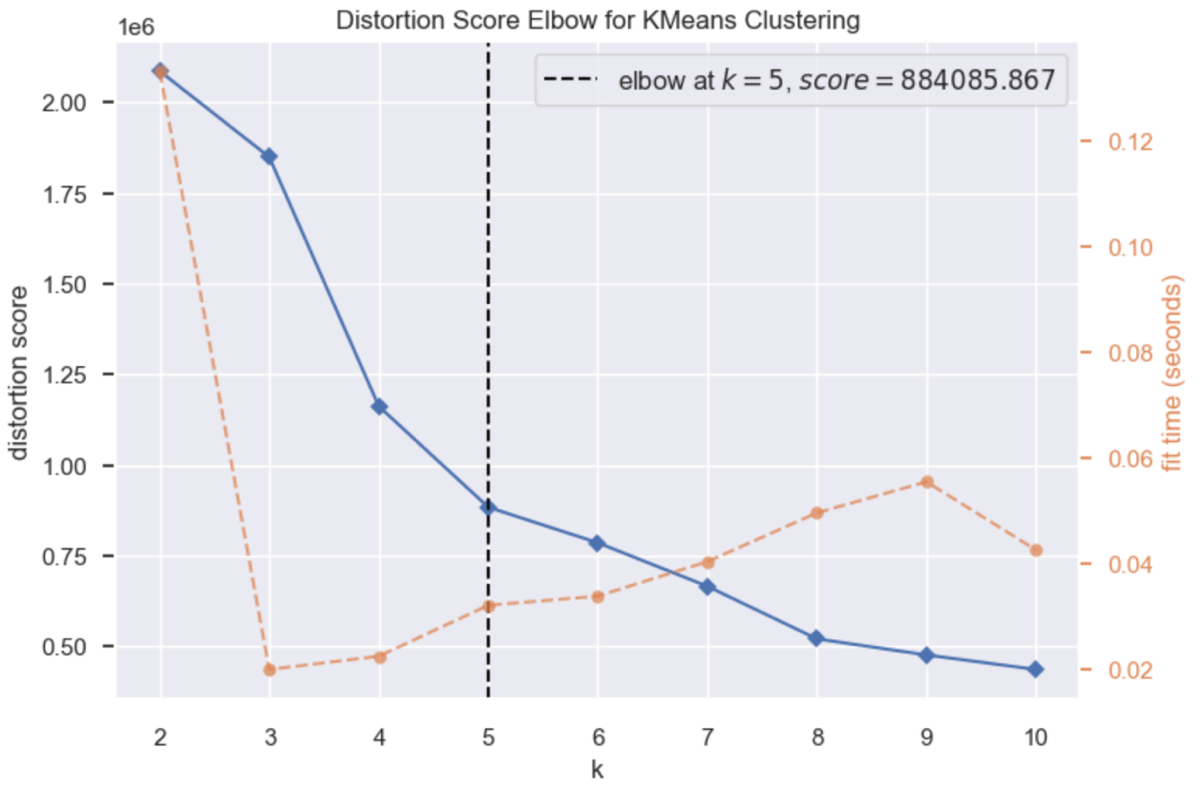 Distortion Score Elbow for KMeans Clustering
1e6
elbow at k = 5, score = 884085.867
distortion score
2.00
1.75
1.50
1.25
1.00
0.75
0.50
0.12
0.10
0.08
0.06
0.04
0.02
fit time (seconds)
2 3 4 5 6 7 8 9 10
k